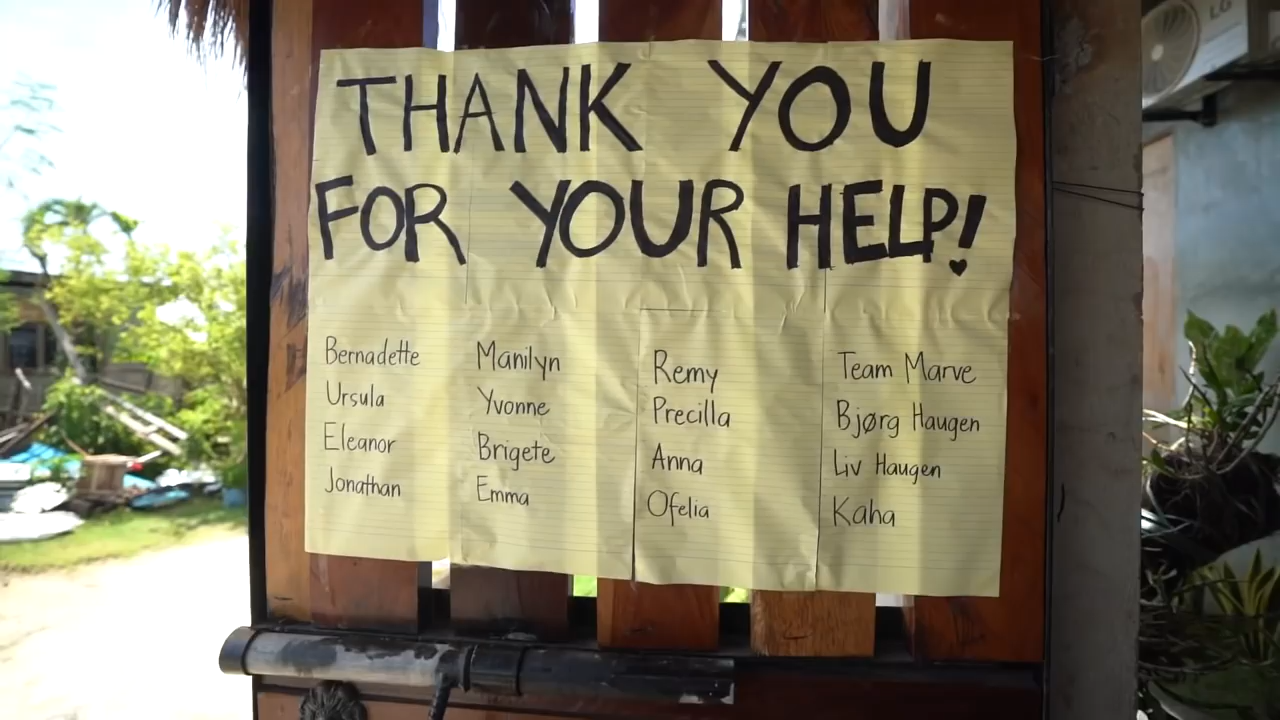 THANK YOU
FOR YOUR HELP!
Bernadette
Ursula
Eleanor
Jonathan
Manilyn
Yvonne
Brigete
Emma
Remy
Precilla
Anna
Ofelia
Team Marve
Bjørg Haugen
Liv Haugen
Kaha
LG